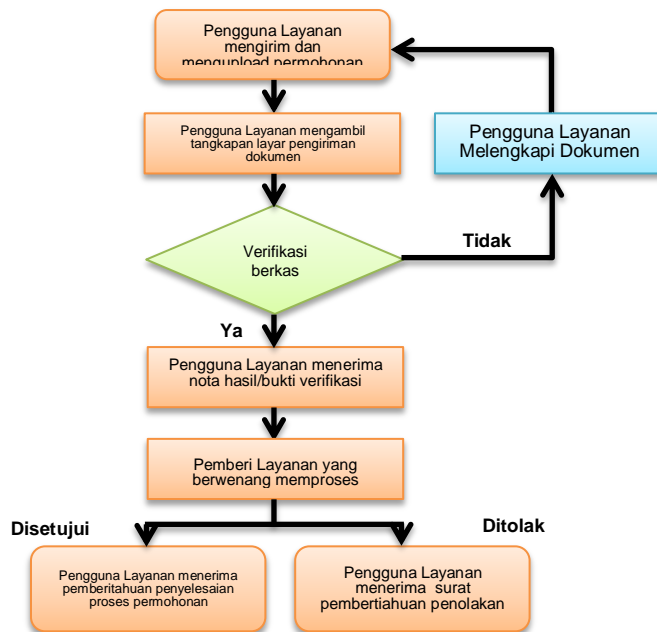 Pengguna Layanan
mengirim dan
mengupload permohonan
Pengguna Layanan mengambil
tangkapan layar pengiriman
dokumen
Pengguna Layanan
Melengkapi Dokumen
Verifikasi
berkas
Tidak
Ya
Pengguna Layanan menerima
nota hasil/bukti verifikasi
Pemberi Layanan yang
berwenang memproses
Disetujui
Ditolak
Pengguna Layanan menerima
pemberitahuan penyelesaian
proses permohonan
Pengguna Layanan
menerima surat
pembertiahuan penolakan